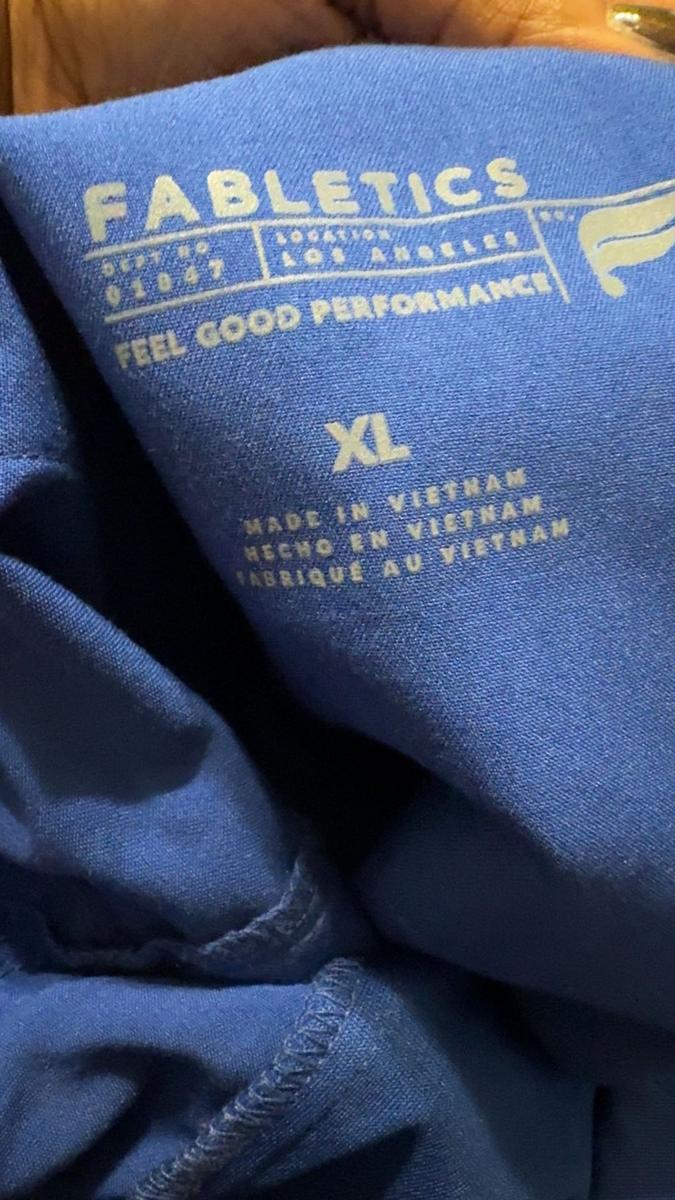 FABLETICS
DEPT NO
01047
LOCATION
LOS ANGELES
NO.
FEEL GOOD PERFORMANCE
XL
MADE IN VIETNAM
HECHO EN VIETNAM
FABRIQUÉ AU VIETNAM